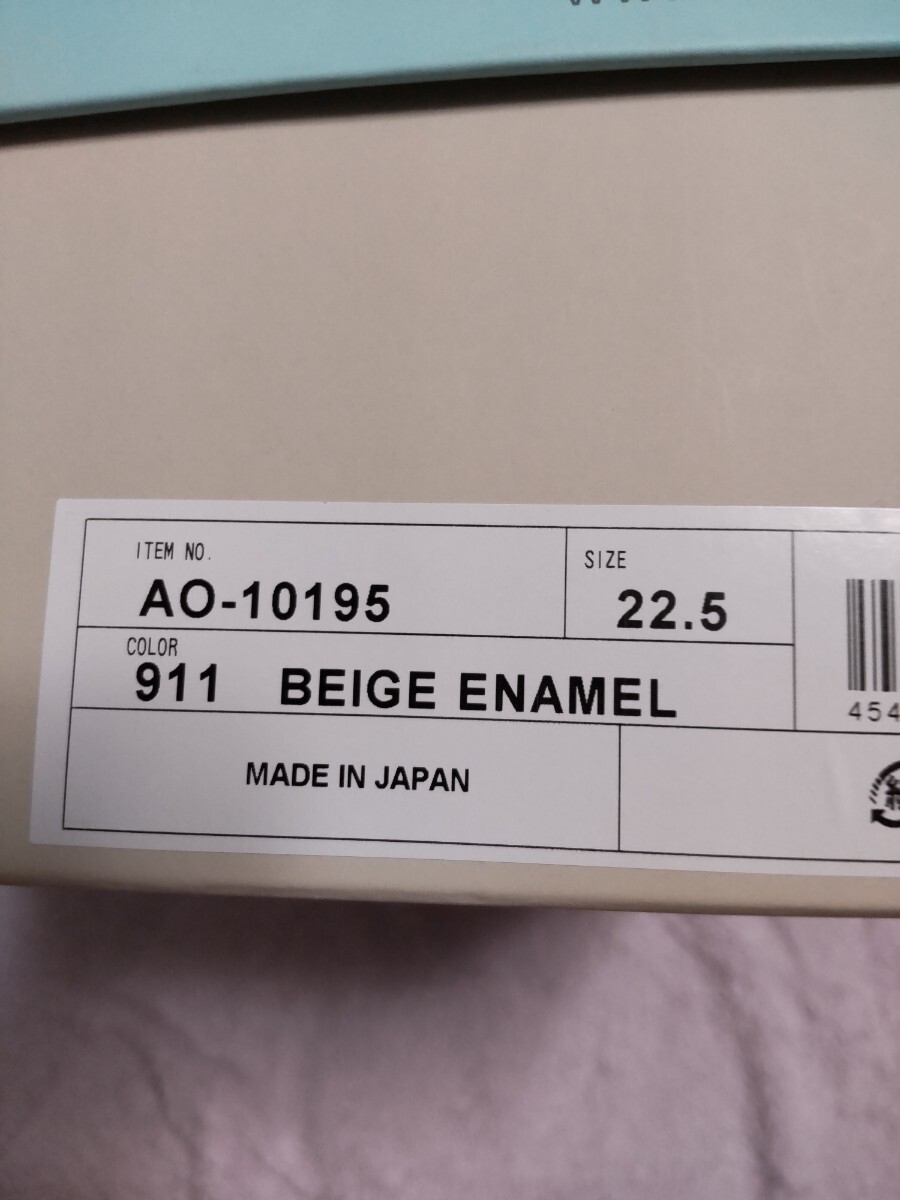 ITEM NO.
AO-10195
SIZE
22.5
COLOR
911 BEIGE ENAMEL
454
MADE IN JAPAN